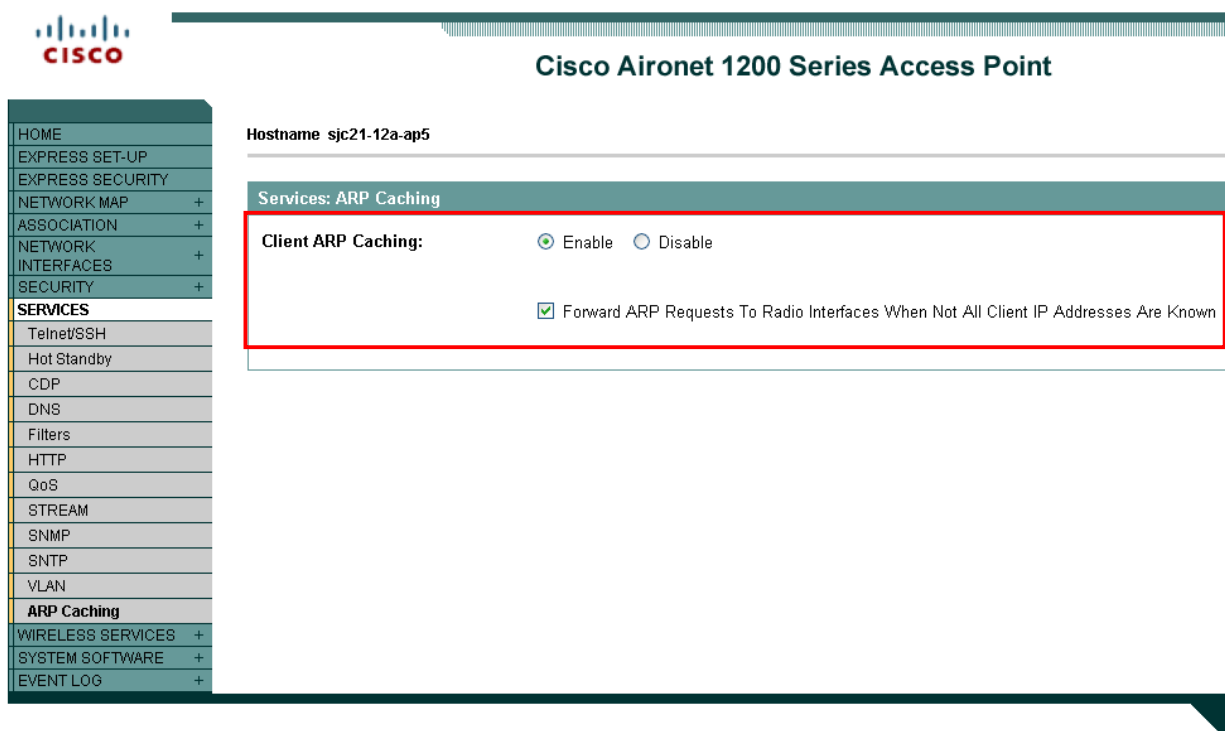 CISCO
Cisco Aironet 1200 Series Access Point
HOME
EXPRESS SET-UP
EXPRESS SECURITY
NETWORK MAP +
ASSOCIATION +
NETWORK
INTERFACES +
SECURITY +
SERVICES
Telnet/SSH
Hot Standby
CDP
DNS
Filters
HTTP
QoS
STREAM
SNMP
SNTP
VLAN
ARP Caching
WIRELESS SERVICES +
SYSTEM SOFTWARE +
EVENT LOG +
Hostname sjc21-12a-ap5
Services: ARP Caching
Client ARP Caching: Enable Disable
Forward ARP Requests To Radio Interfaces When Not All Client IP Addresses Are Known